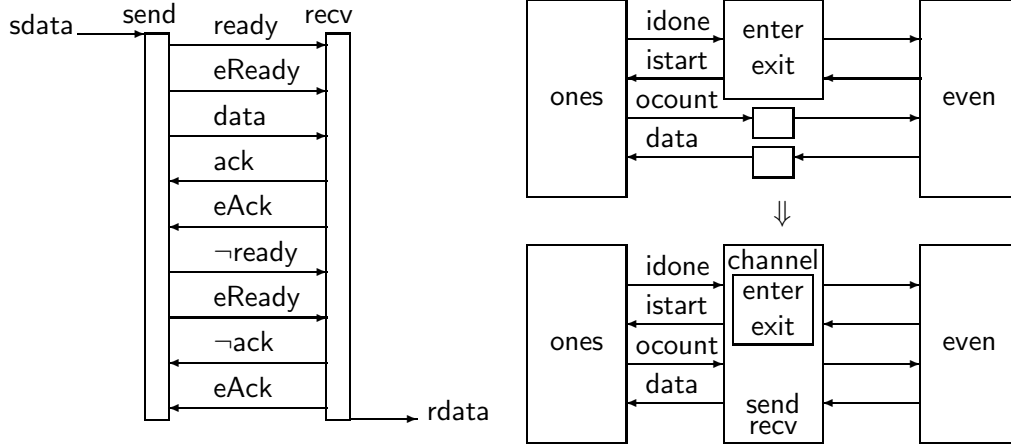 send recv
sdata
ready
eReady
data
ack
eAck
¬ready
eReady
¬ack
eAck
rdata
ones
idone
istart
ocount
data
enter
exit
even
⇓
ones
idone
istart
ocount
data
channel
enter
exit
send
recv
even